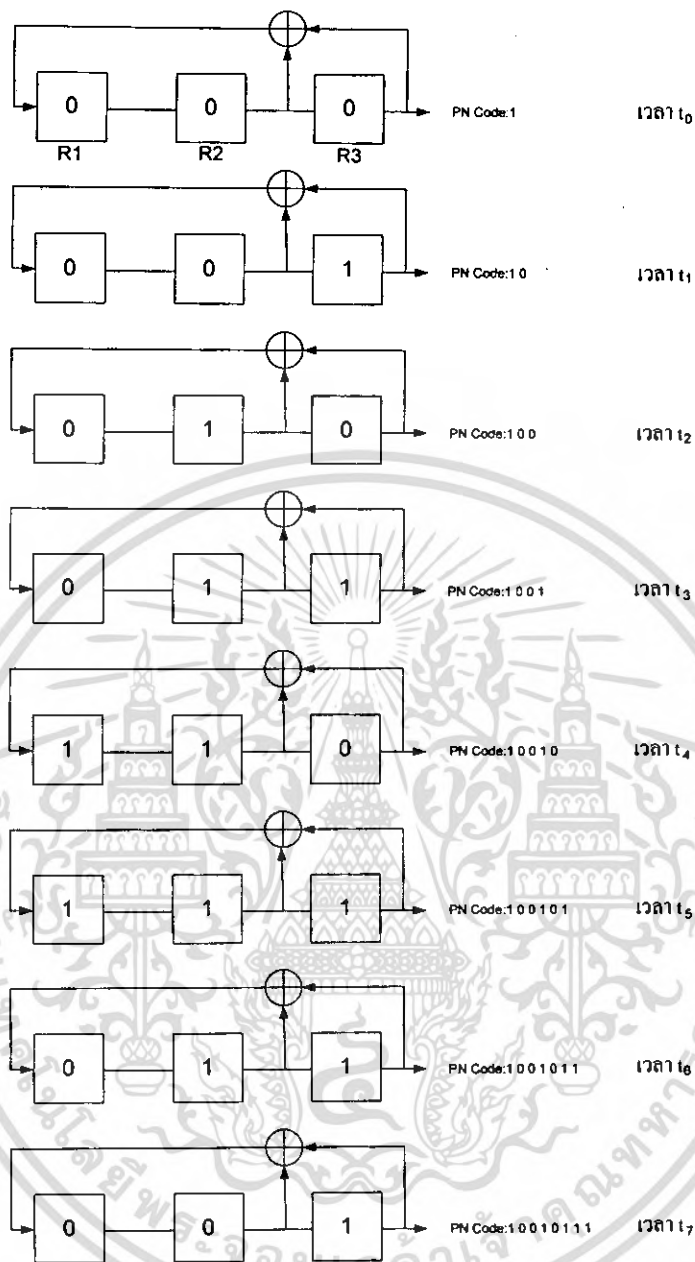 0 0 0 PN Code:1 เวลา t₀
R1 R2 R3
0 0 1 PN Code:1 0 เวลา t₁
0 1 0 PN Code:1 0 0 เวลา t₂
0 1 1 PN Code:1 0 0 1 เวลา t₃
1 1 0 PN Code:1 0 0 1 0 เวลา t₄
1 1 1 PN Code:1 0 0 1 0 1 เวลา t₅
0 1 1 PN Code:1 0 0 1 0 1 1 เวลา t₆
0 0 1 PN Code:1 0 0 1 0 1 1 1 เวลา t₇